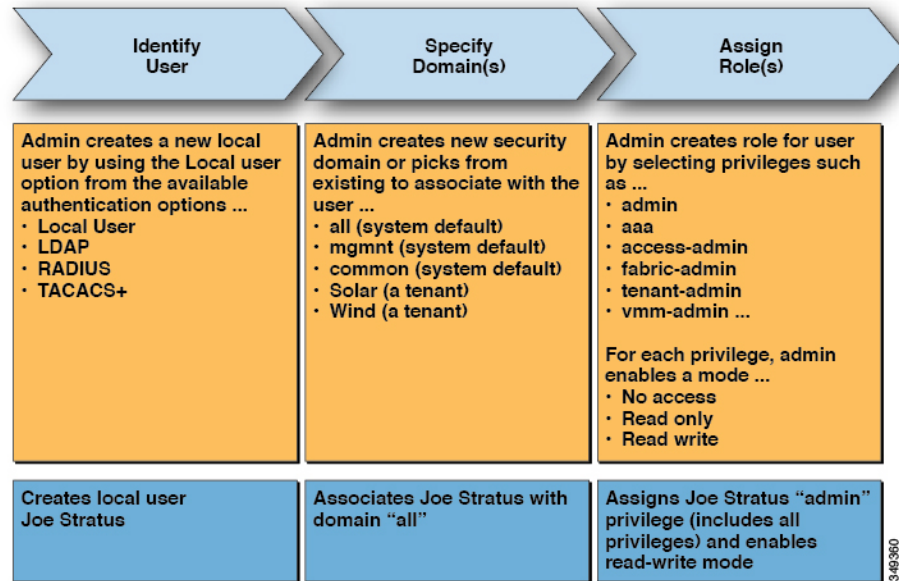 Identify
User
Specify
Domain(s)
Assign
Role(s)
Admin creates a new local
user by using the Local user
option from the available
authentication options ...
• Local User
• LDAP
• RADIUS
• TACACS+
Admin creates new security
domain or picks from
existing to associate with the
user ...
• all (system default)
• mgmnt (system default)
• common (system default)
• Solar (a tenant)
• Wind (a tenant)
Admin creates role for user
by selecting privileges such
as ...
• admin
• aaa
• access-admin
• fabric-admin
• tenant-admin
• vmm-admin ...
For each privilege, admin
enables a mode ...
• No access
• Read only
• Read write
Creates local user
Joe Stratus
Associates Joe Stratus with
domain “all”
Assigns Joe Stratus “admin”
privilege (includes all
privileges) and enables
read-write mode
349360